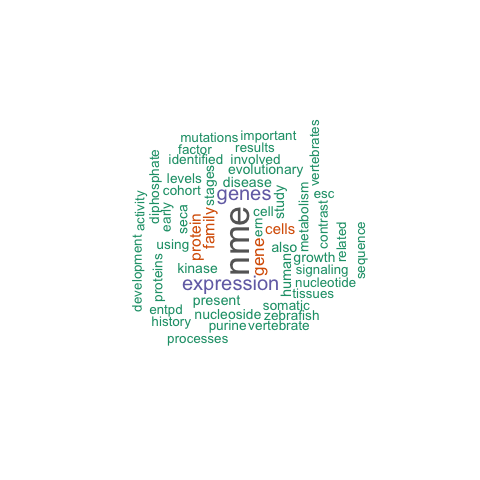 vertebrates
mutations
important
factor
results
identified
involved
evolutionary
diphosphate
stages
levels
disease
cohort
genes
study
metabolism
esc
activity
early
seca
protein
family
nme
cell
ern
cells
contrast
using
gene
also
related
sequence
development
proteins
kinase
human
growth
signaling
expression
nucleotide
tissues
present
entpd
somatic
nucleoside
zebrafish
history
purine
vertebrate
processes